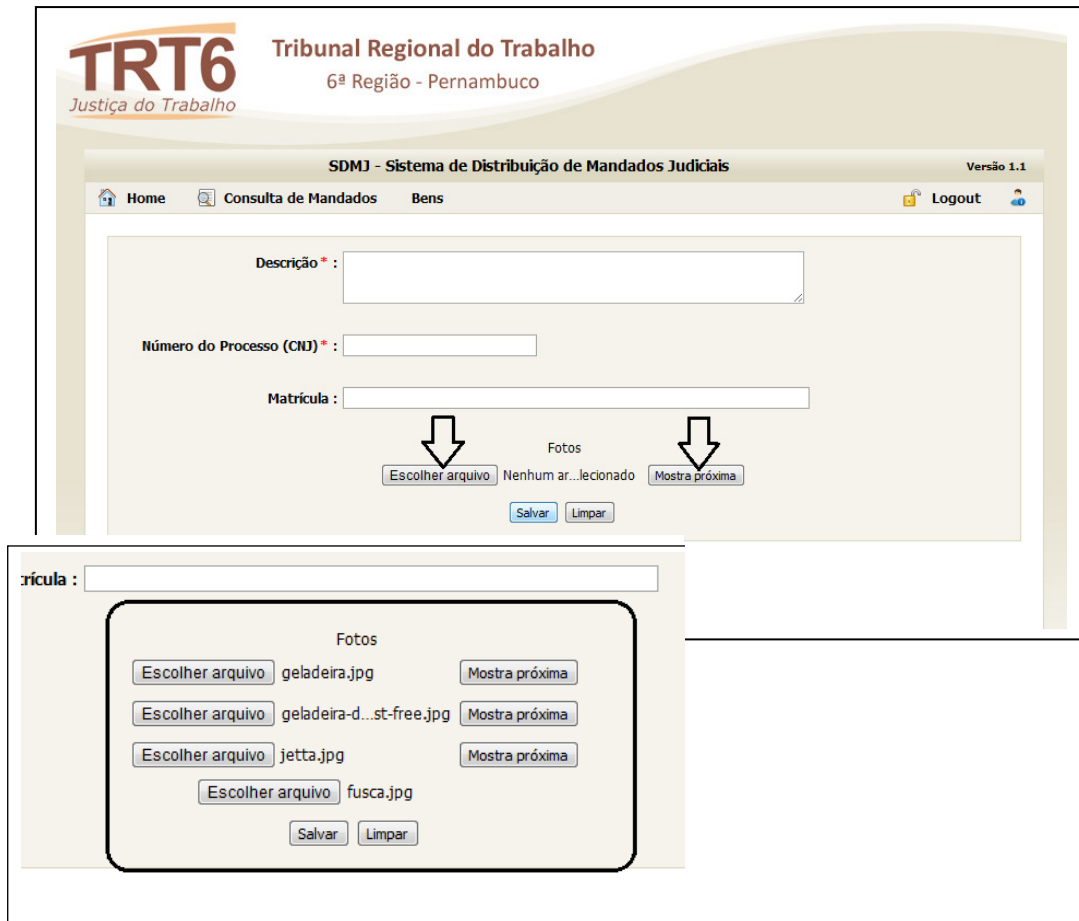 TRT6
Justiça do Trabalho
Tribunal Regional do Trabalho
6ª Região - Pernambuco
SDMJ - Sistema de Distribuição de Mandados Judiciais
Versão 1.1
Home Consulta de Mandados Bens Logout
Descrição * :
Número do Processo (CNJ) * :
Matrícula :
Fotos
Escolher arquivo Nenhum ar...lecionado Mostra próxima
Salvar Limpar
trícula :
Fotos
Escolher arquivo geladeira.jpg Mostra próxima
Escolher arquivo geladeira-d...st-free.jpg Mostra próxima
Escolher arquivo jetta.jpg Mostra próxima
Escolher arquivo fusca.jpg
Salvar Limpar